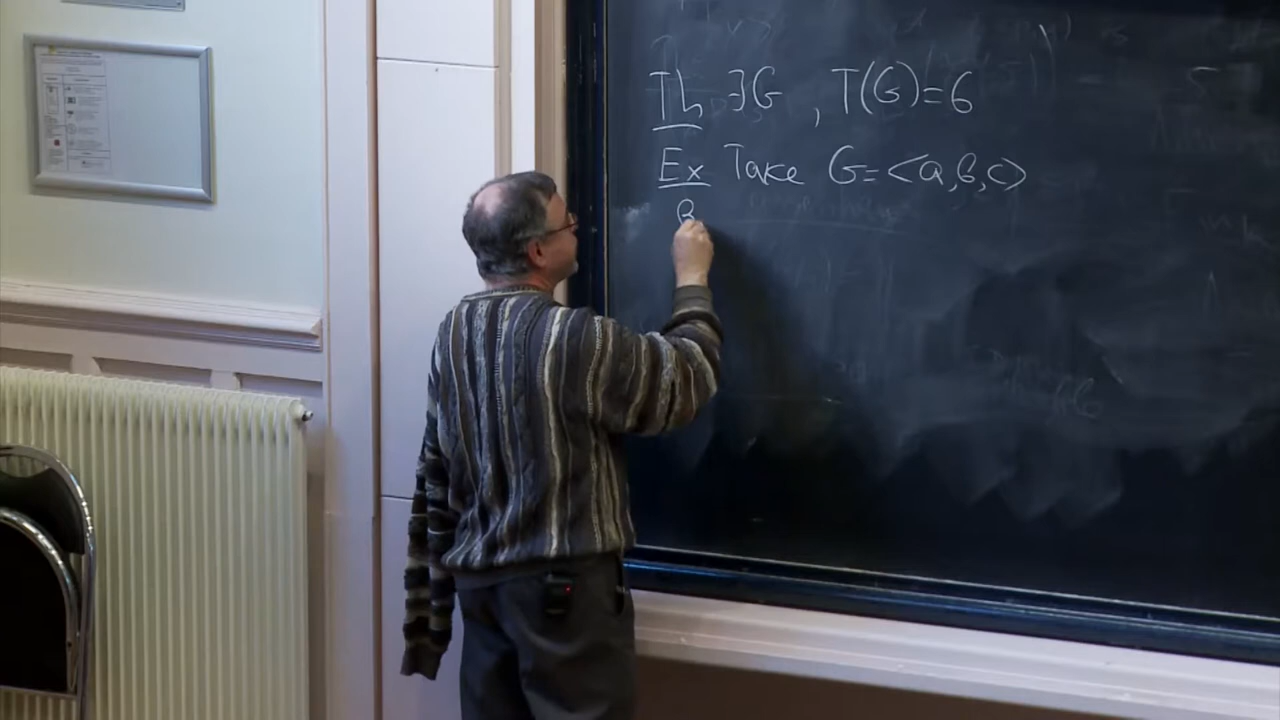 Th ∃G , T(G)=6
Ex Take G=<a,b,c>
B